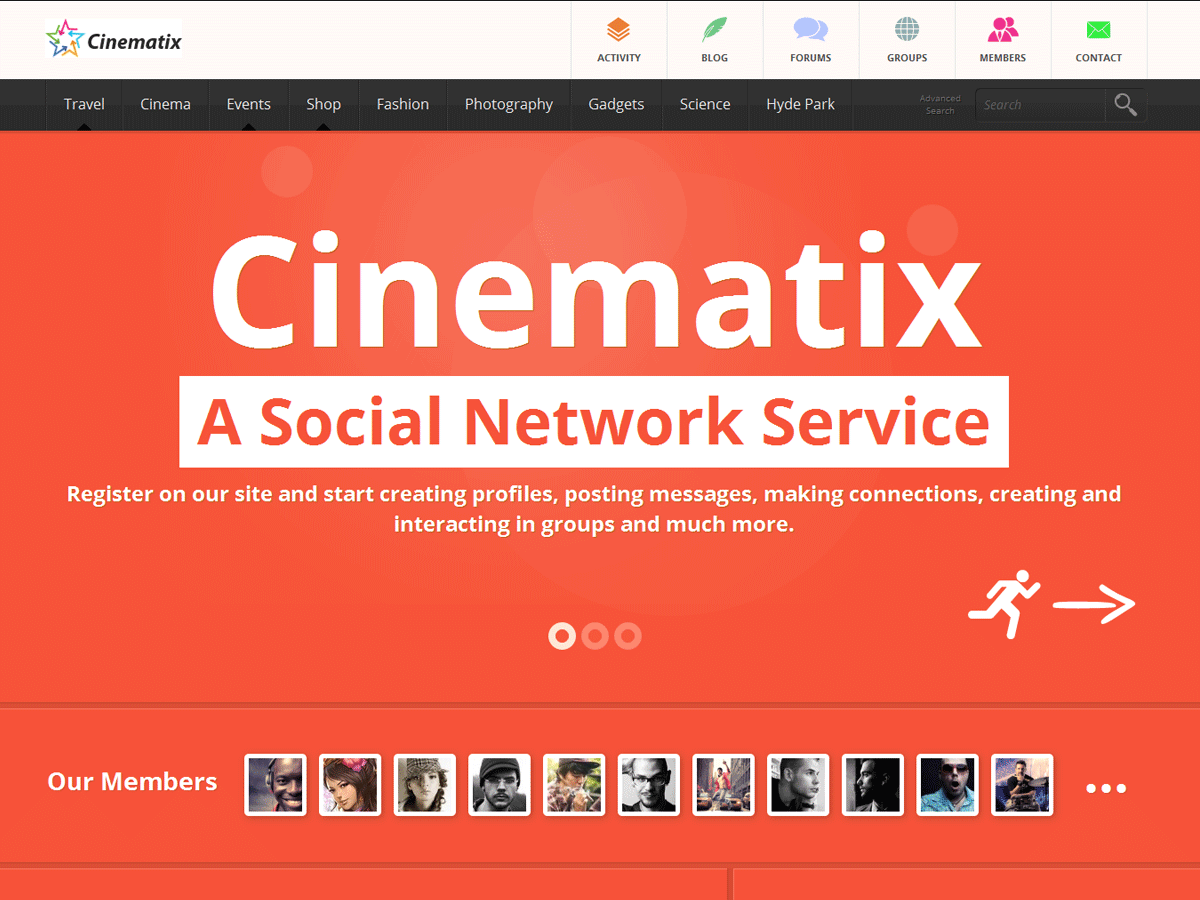 Cinematix
ACTIVITY
BLOG
FORUMS
GROUPS
MEMBERS
CONTACT
Travel
Cinema
Events
Shop
Fashion
Photography
Gadgets
Science
Hyde Park
Advanced
Search
Search
Cinematix
A Social Network Service
Register on our site and start creating profiles, posting messages, making connections, creating and
interacting in groups and much more.
Our Members